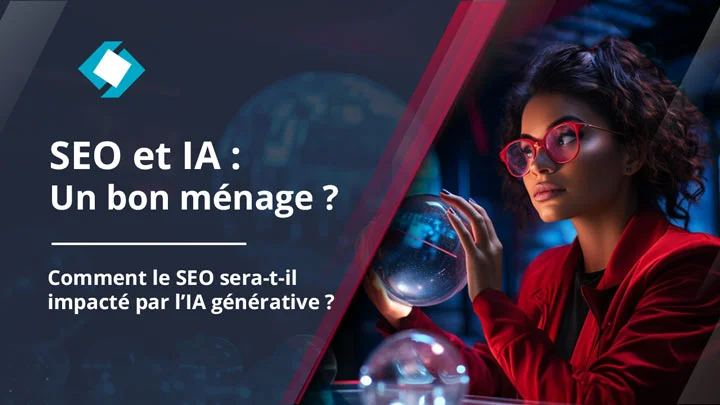 SEO et IA :
Un bon ménage ?
Comment le SEO sera-t-il
impacté par l’IA générative ?